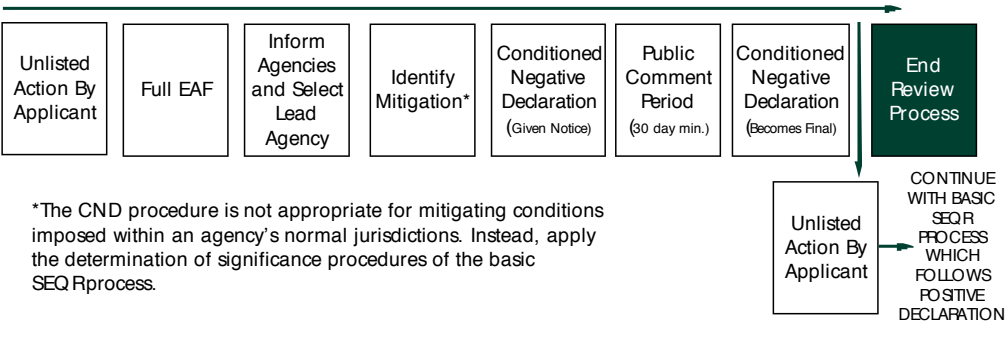 Unlisted
Action By
Applicant
Full EAF
Inform
Agencies
and Select
Lead
Agency
Identify
Mitigation*
Conditioned
Negative
Declaration
(Given Notice)
Public
Comment
Period
(30 day min.)
Conditioned
Negative
Declaration
(Becomes Final)
End
Review
Process
*The CND procedure is not appropriate for mitigating conditions
imposed within an agency's normal jurisdictions. Instead, apply
the determination of significance procedures of the basic
SEQRprocess.
Unlisted
Action By
Applicant
CONTINUE
WITH BASIC
SEQR
PROCESS
WHICH
FOLLOWS
POSITIVE
DECLARATION